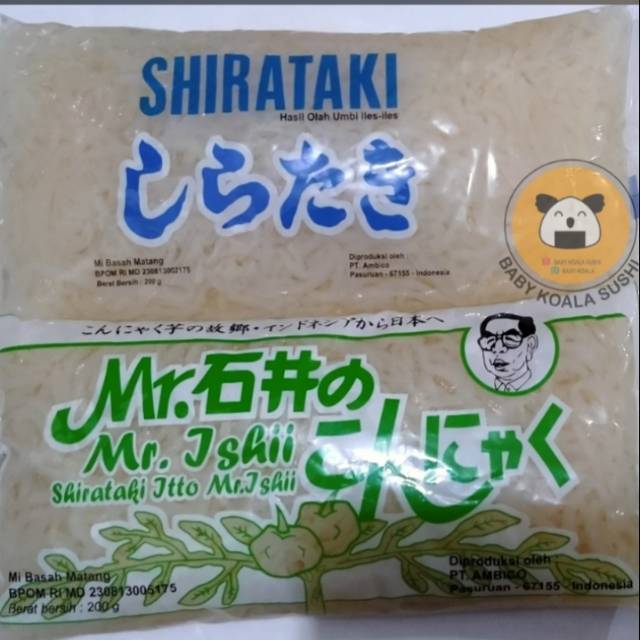 SHIRATAKI
Hasil Olah Umbi Iles-iles
しらたき
Mi Basah Matang
BPOM RI MD 230813002175
Berat Bersih : 200 g
Diproduksi oleh :
PT. Ambico
Pasuruan - 67155 - Indonesia
BABY KOALA SUSHI
こんにゃく芋の故郷・インドネシアから日本へ
Mr.石井の
こんにゃく
Mr. Ishii
Shirataki Itto Mr.Ishii
Mi Basah Matang
BPOM RI MD 230813005175
Berat bersih : 200 g
Diproduksi oleh :
PT. AMBICO
Pasuruan - 67155 - Indonesia